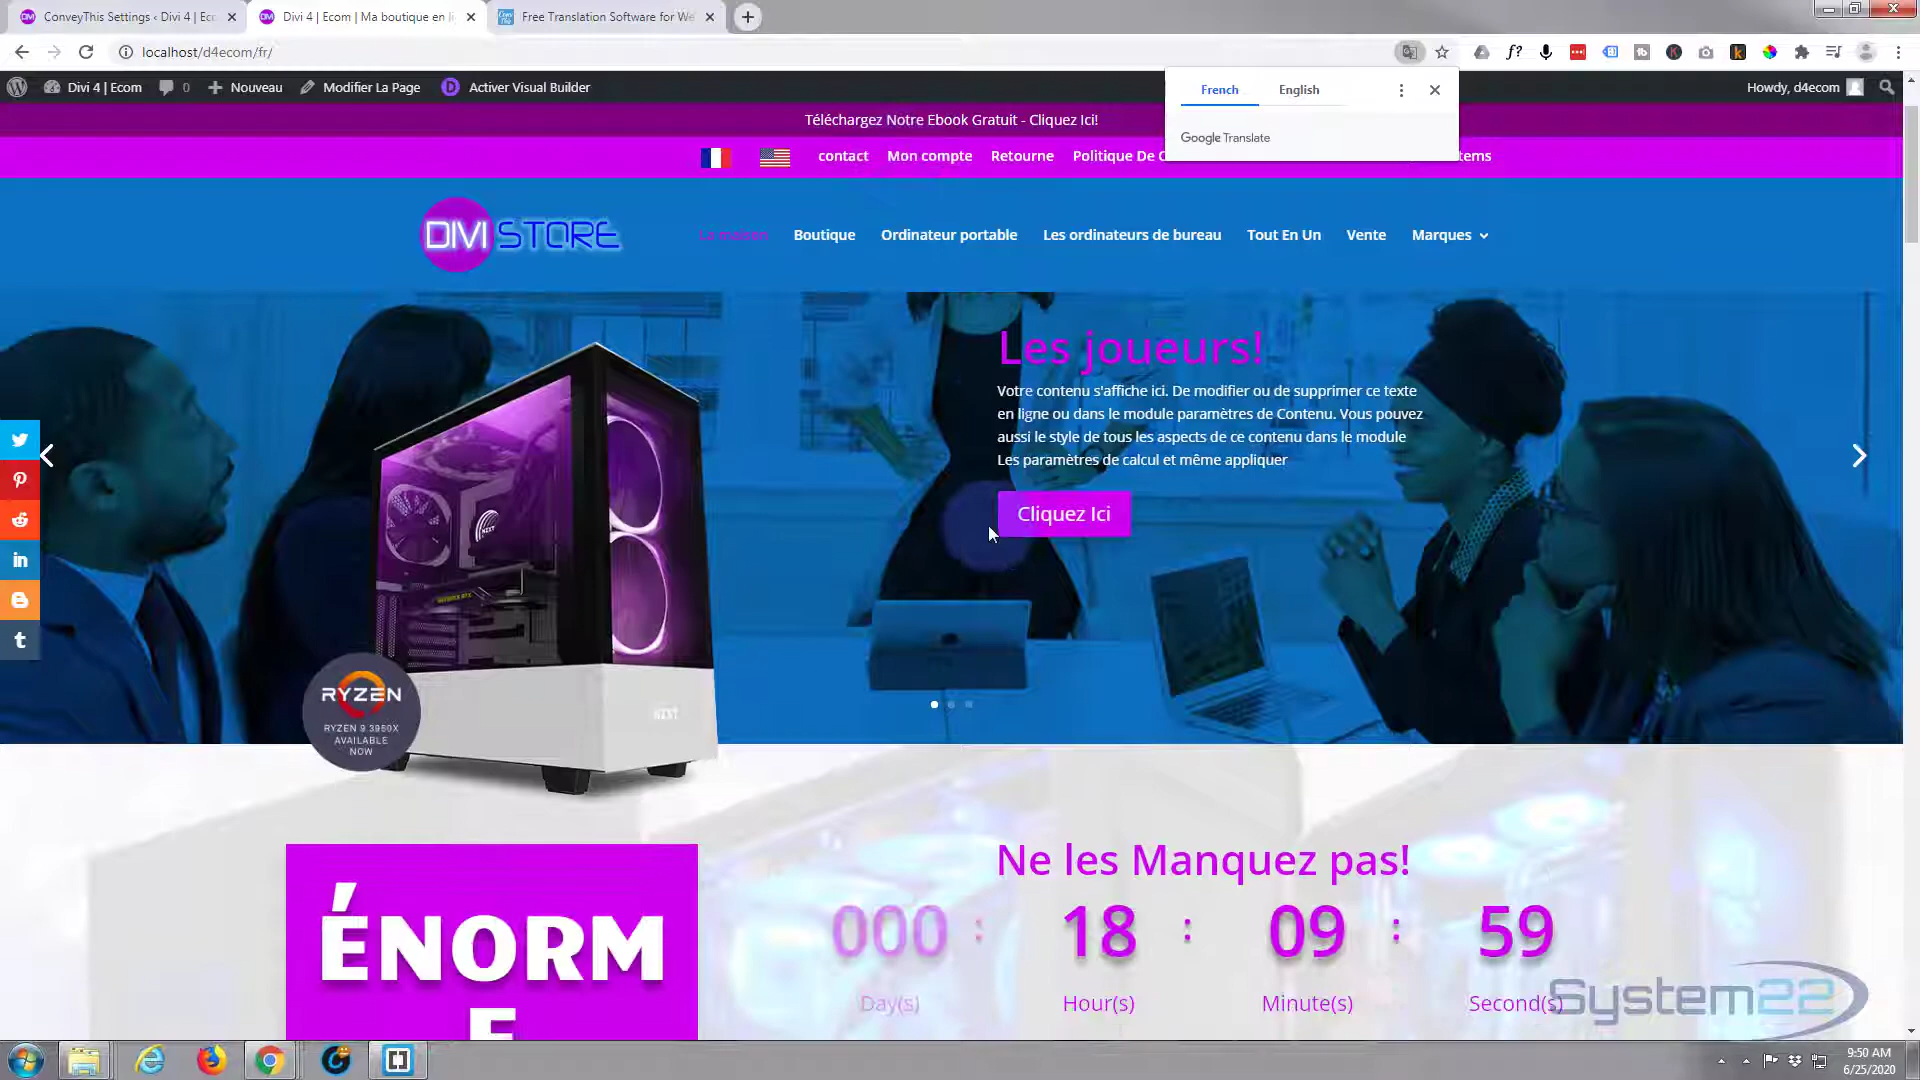 ConveyThis Settings ‹ Divi 4 | Eco
Divi 4 | Ecom | Ma boutique en li
Free Translation Software for We
localhost/d4ecom/fr/
French English
Google Translate
Divi 4 | Ecom 0 Nouveau Modifier La Page Activer Visual Builder
Howdy, d4ecom
Téléchargez Notre Ebook Gratuit - Cliquez Ici!
contact Mon compte Retourne Politique De C
tems
DIVI STORE
La maison Boutique Ordinateur portable Les ordinateurs de bureau Tout En Un Vente Marques
Les joueurs!
Votre contenu s'affiche ici. De modifier ou de supprimer ce texte
en ligne ou dans le module paramètres de Contenu. Vous pouvez
aussi le style de tous les aspects de ce contenu dans le module
Les paramètres de calcul et même appliquer
Cliquez Ici
NZXT
RYZEN
RYZEN 9 3950X
AVAILABLE
NOW
ÉNORM
E
Ne les Manquez pas!
000 : 18 : 09 : 59
Day(s) Hour(s) Minute(s) Second(s)
System22
9:50 AM
6/25/2020